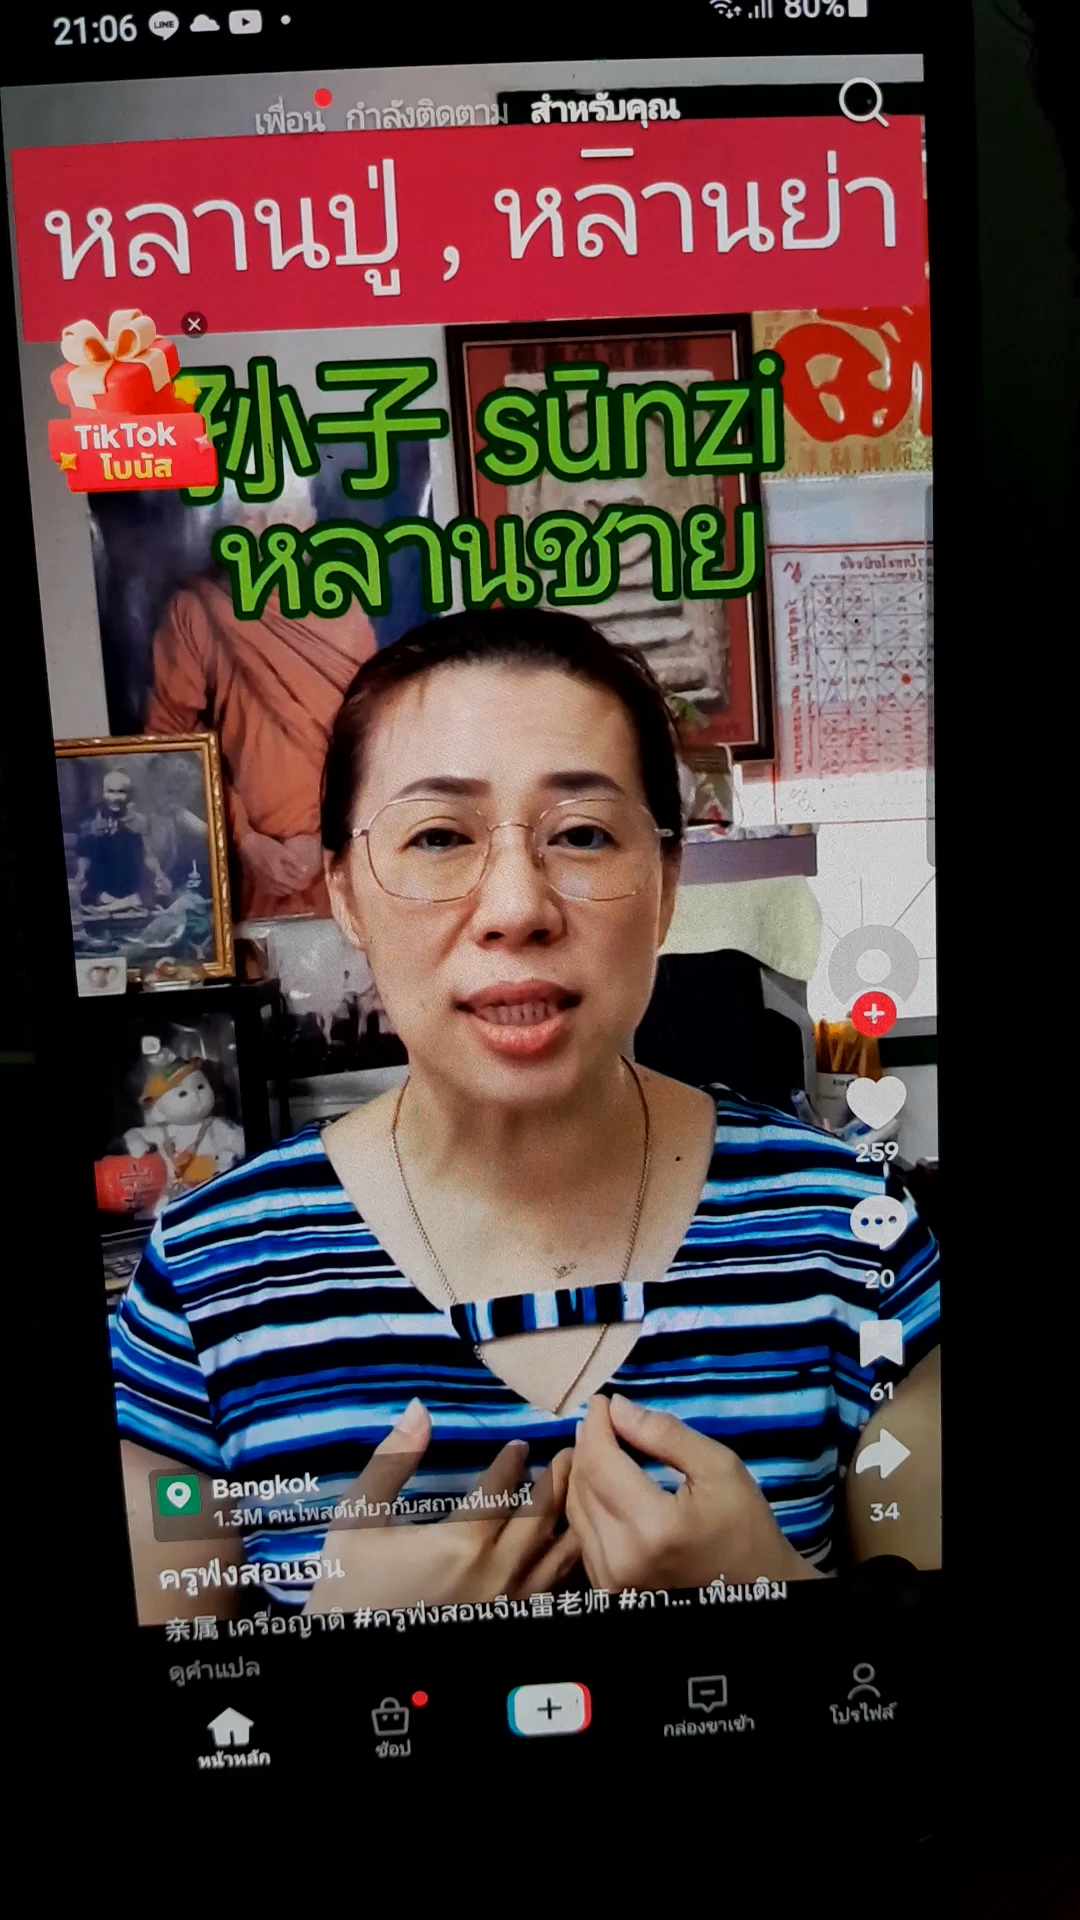 21:06 LINE 80%
เพื่อน กำลังติดตาม สำหรับคุณ
หลานปู่ , หลานย่า
TikTok
โบนัส
孙子 sūnzi
หลานชาย
259
20
61
34
Bangkok
1.3M คนโพสต์เกี่ยวกับสถานที่แห่งนี้
ครูฟงสอนจีน
亲属 เครือญาติ #ครูฟงสอนจีน雷老师 #ภา... เพิ่มเติม
ดูคำแปล
หน้าหลัก ช้อป กล่องขาเข้า โปรไฟล์